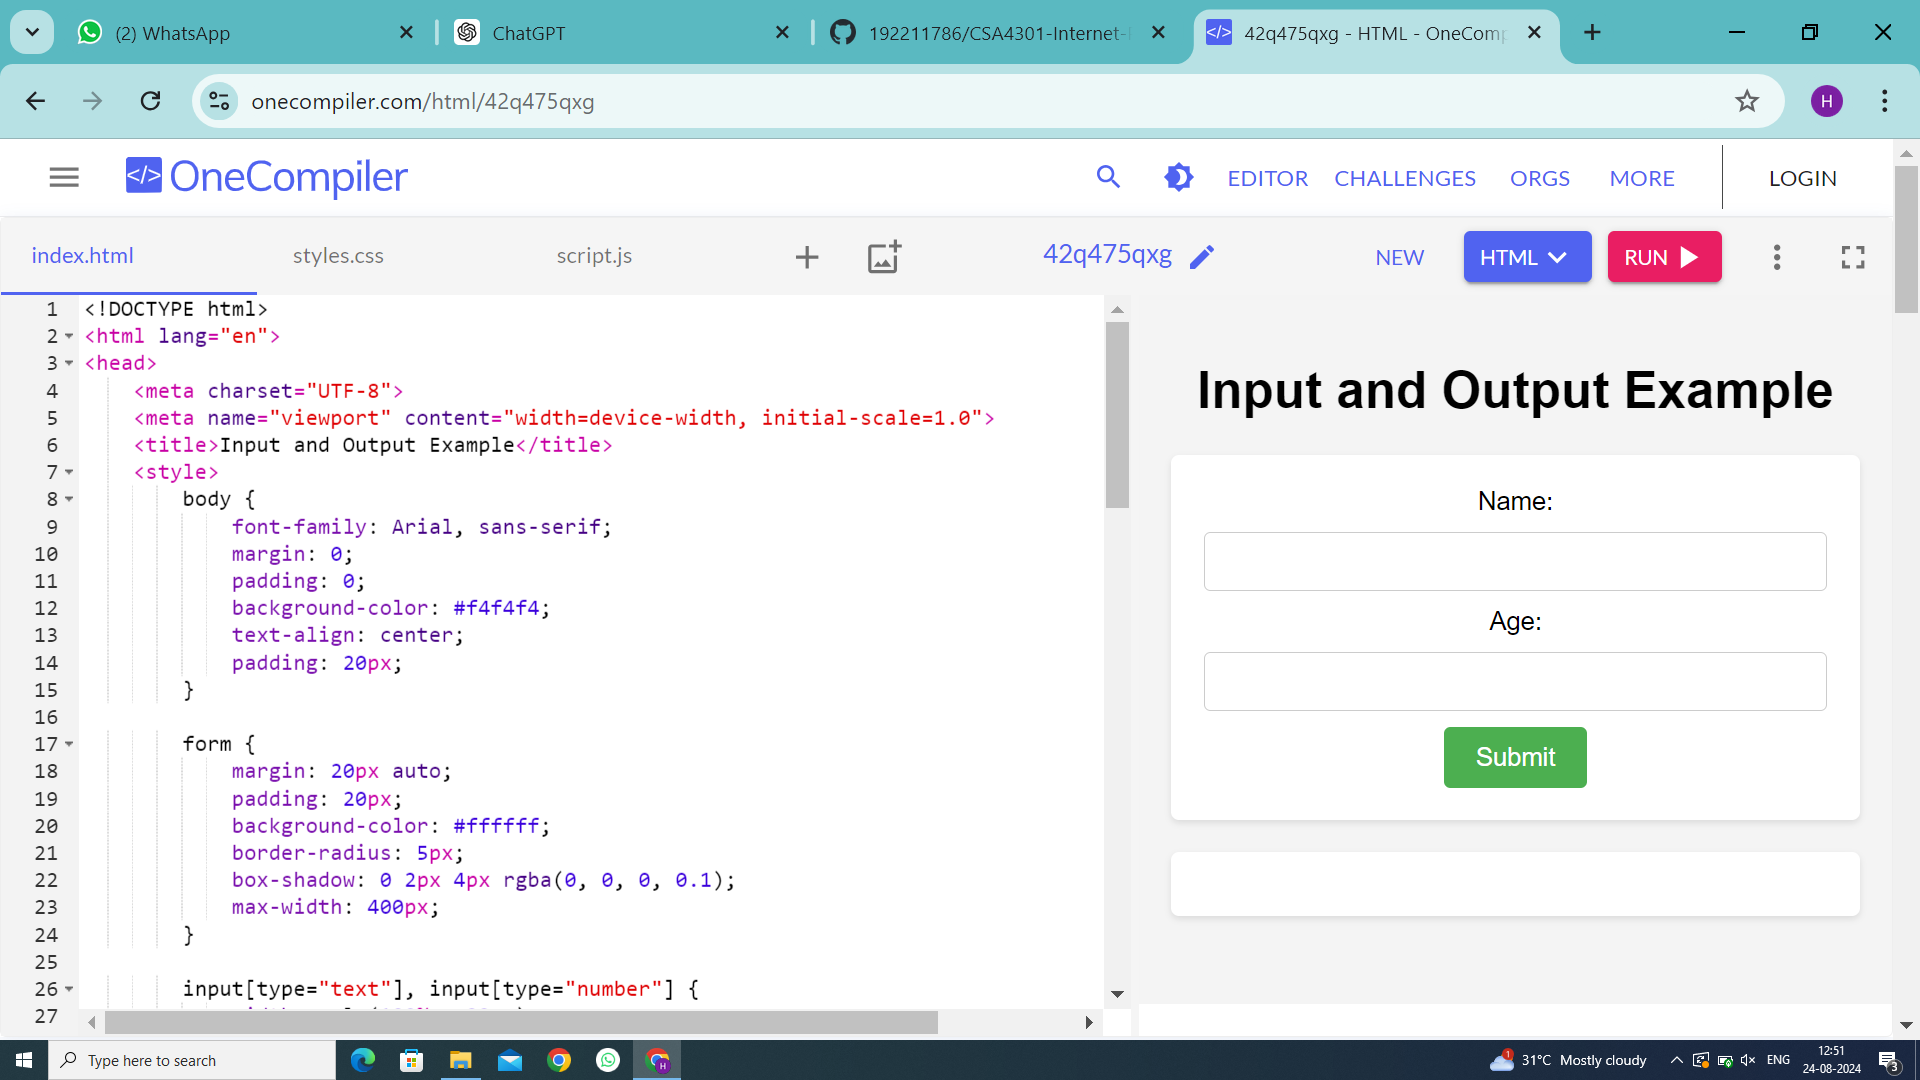 (2) WhatsApp
ChatGPT
192211786/CSA4301-Internet-
42q475qxg - HTML - OneComp
onecompiler.com/html/42q475qxg
H
</> OneCompiler
EDITOR
CHALLENGES
ORGS
MORE
LOGIN
index.html
styles.css
script.js
42q475qxg
NEW
HTML
RUN
1 <!DOCTYPE html>
2 <html lang="en">
3 <head>
4 <meta charset="UTF-8">
5 <meta name="viewport" content="width=device-width, initial-scale=1.0">
6 <title>Input and Output Example</title>
7 <style>
8 body {
9 font-family: Arial, sans-serif;
10 margin: 0;
11 padding: 0;
12 background-color: #f4f4f4;
13 text-align: center;
14 padding: 20px;
15 }
16
17 form {
18 margin: 20px auto;
19 padding: 20px;
20 background-color: #ffffff;
21 border-radius: 5px;
22 box-shadow: 0 2px 4px rgba(0, 0, 0, 0.1);
23 max-width: 400px;
24 }
25
26 input[type="text"], input[type="number"] {
27
Input and Output Example
Name:
Age:
Submit
Type here to search
H
1
31°C Mostly cloudy
ENG
12:51
24-08-2024
3